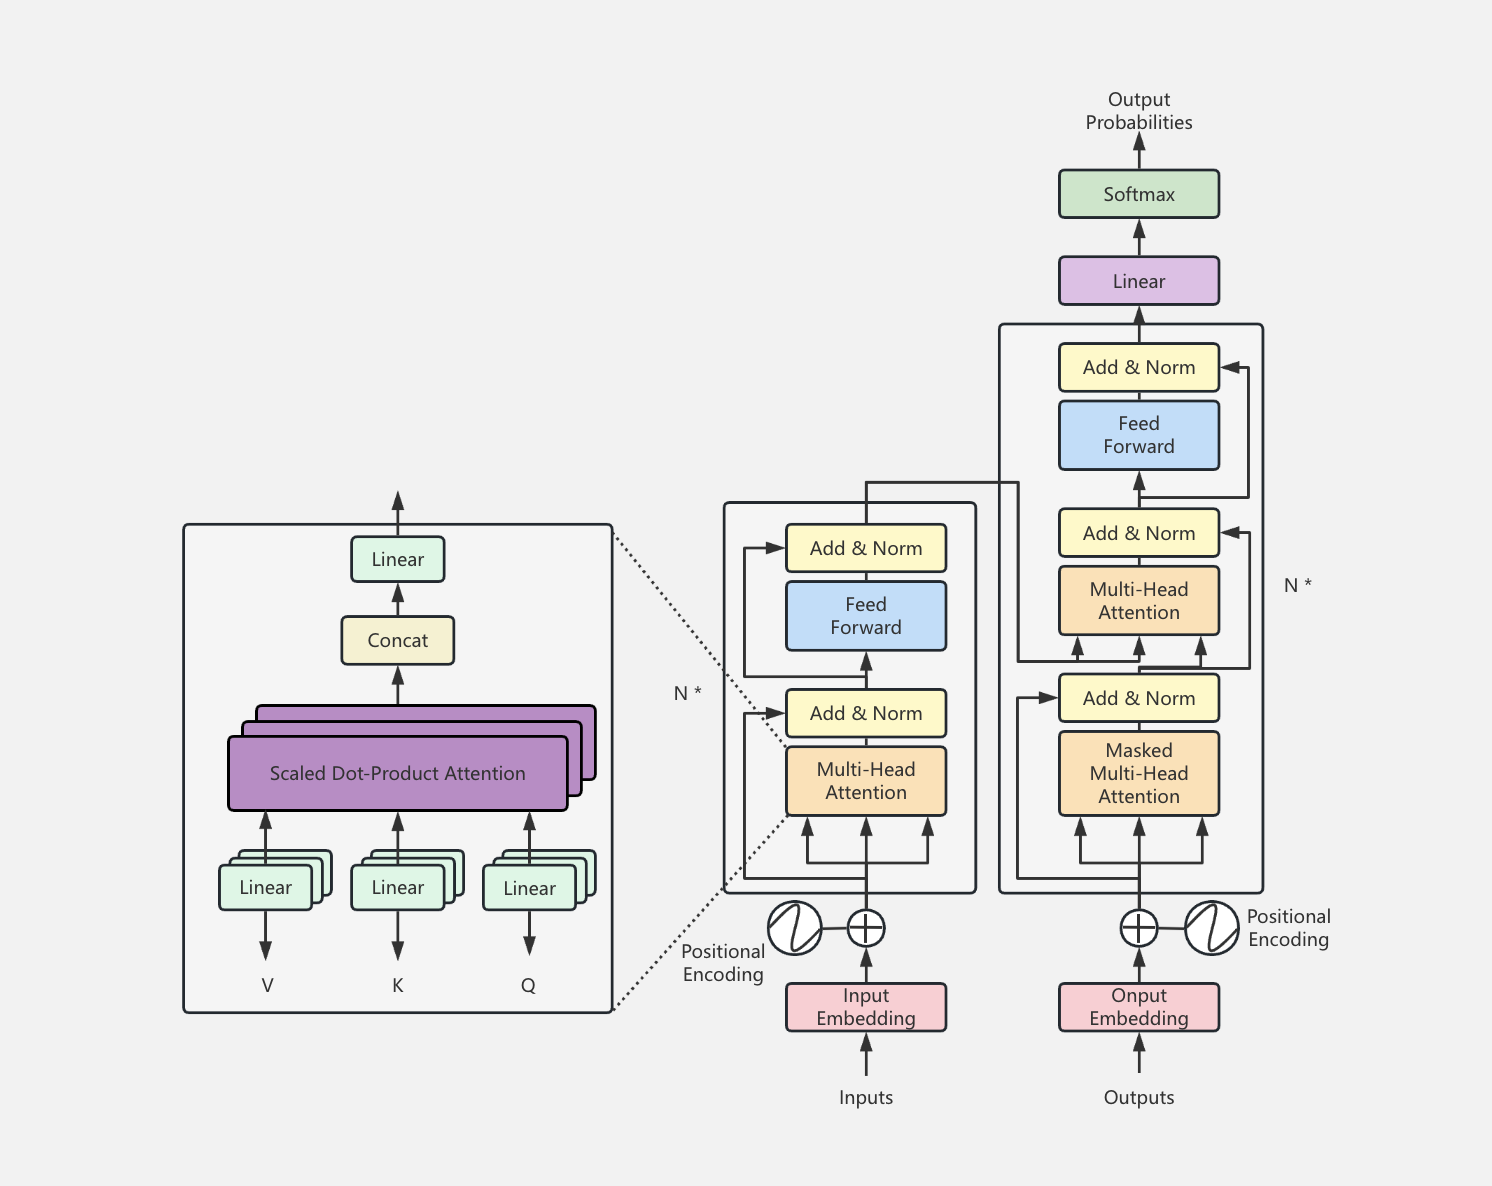 Output
Probabilities
Softmax
Linear
Add & Norm
Feed
Forward
Add & Norm
Multi-Head
Attention
N *
Add & Norm
Masked
Multi-Head
Attention
Positional
Encoding
Onput
Embedding
Outputs
Add & Norm
Feed
Forward
N *
Add & Norm
Multi-Head
Attention
Positional
Encoding
Input
Embedding
Inputs
Linear
Concat
Scaled Dot-Product Attention
Linear
Linear
Linear
V
K
Q